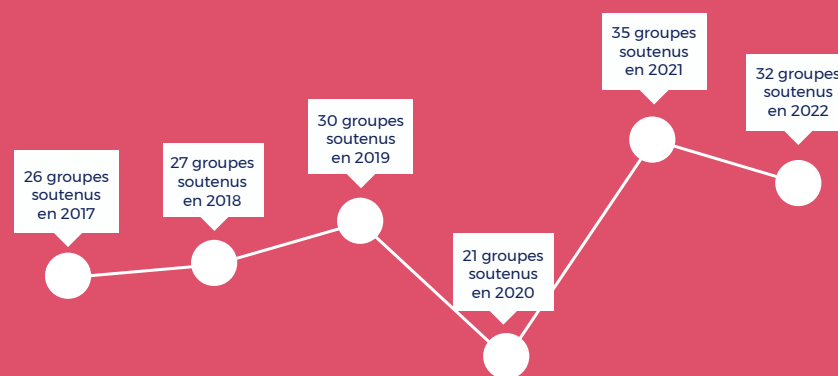 26 groupes
soutenus
en 2017
27 groupes
soutenus
en 2018
30 groupes
soutenus
en 2019
21 groupes
soutenus
en 2020
35 groupes
soutenus
en 2021
32 groupes
soutenus
en 2022